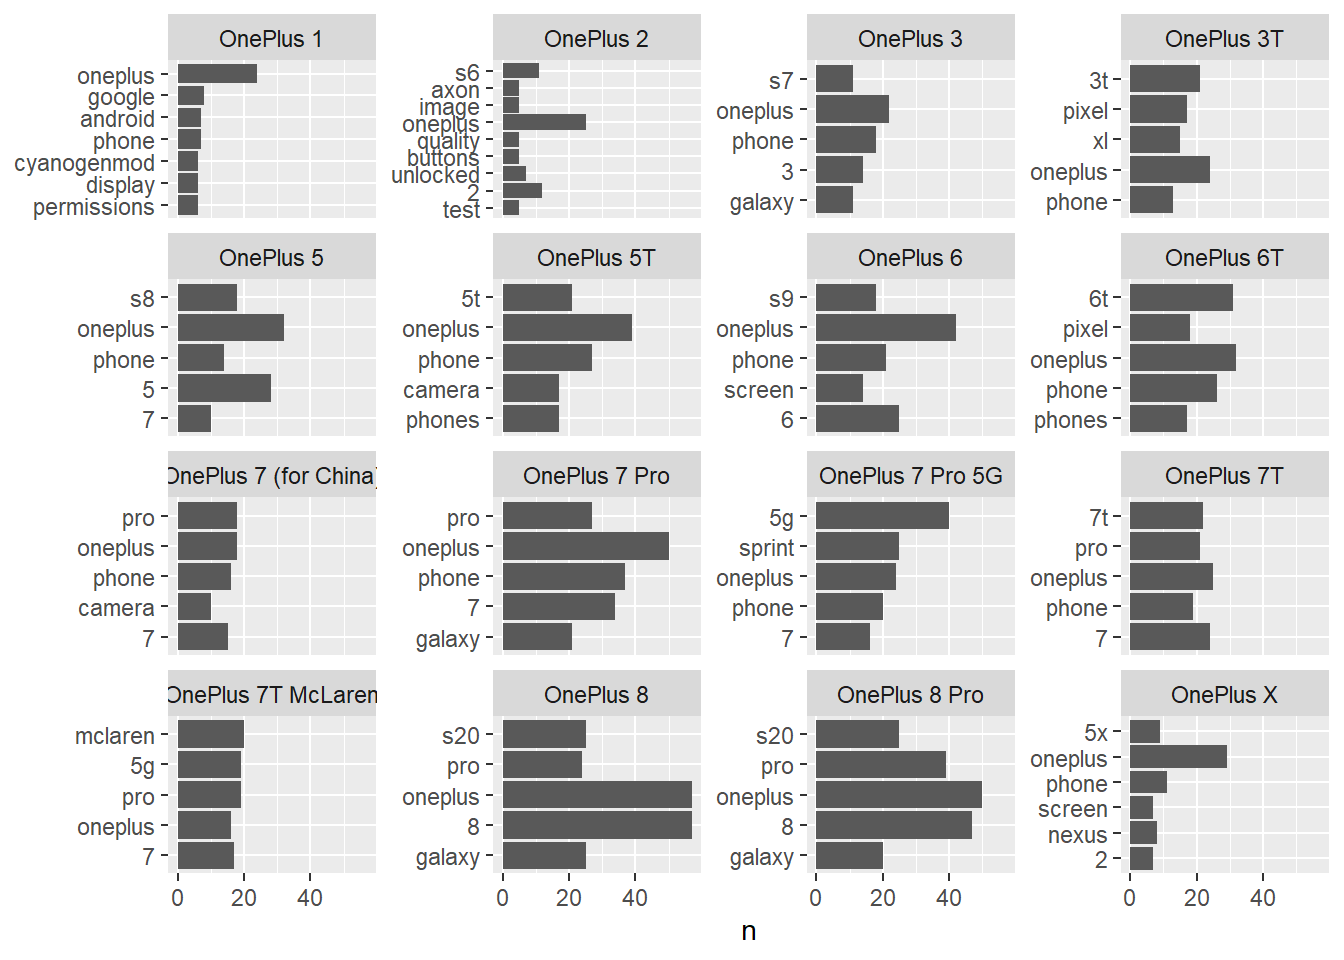 OnePlus 1
oneplus
google
android
phone
cyanogenmod
display
permissions
OnePlus 2
s6
axon
image
oneplus
quality
buttons
unlocked
2
test
OnePlus 3
s7
oneplus
phone
3
galaxy
OnePlus 3T
3t
pixel
xl
oneplus
phone
OnePlus 5
s8
oneplus
phone
5
7
OnePlus 5T
5t
oneplus
phone
camera
phones
OnePlus 6
s9
oneplus
phone
screen
6
OnePlus 6T
6t
pixel
oneplus
phone
phones
OnePlus 7 (for China)
pro
oneplus
phone
camera
7
OnePlus 7 Pro
pro
oneplus
phone
7
galaxy
OnePlus 7 Pro 5G
5g
sprint
oneplus
phone
7
OnePlus 7T
7t
pro
oneplus
phone
7
OnePlus 7T McLaren
mclaren
5g
pro
oneplus
7
0 20 40
OnePlus 8
s20
pro
oneplus
8
galaxy
0 20 40
OnePlus 8 Pro
s20
pro
oneplus
8
galaxy
0 20 40
OnePlus X
5x
oneplus
phone
screen
nexus
2
0 20 40
n